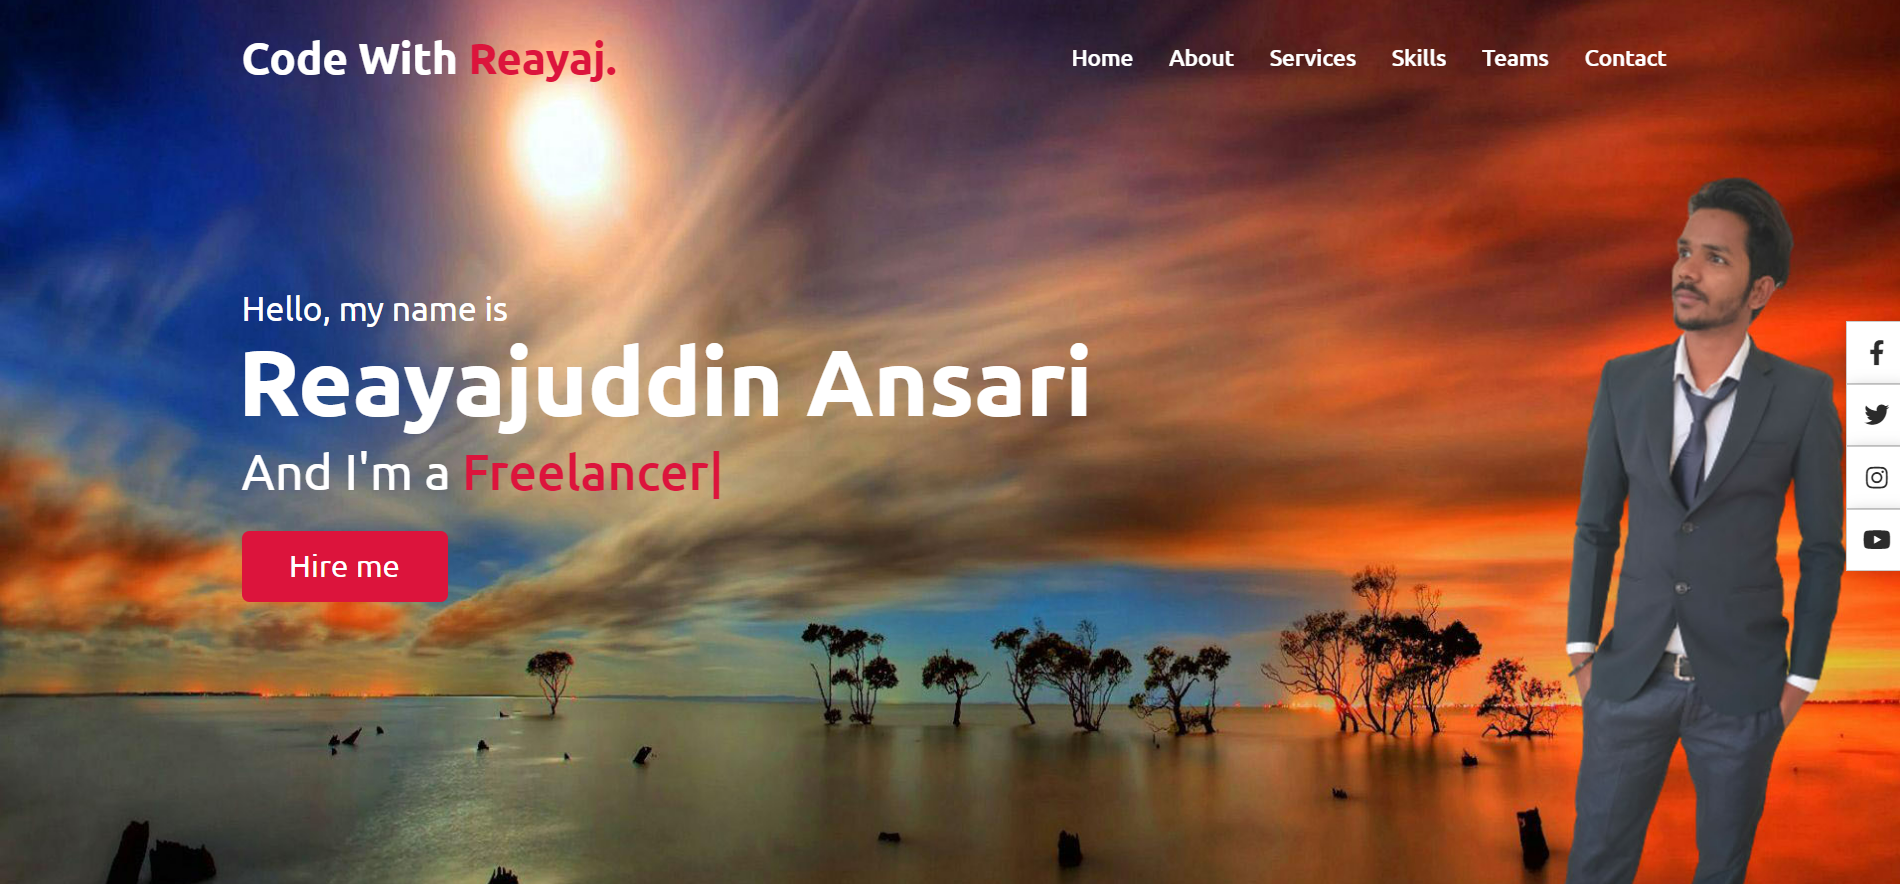 Code With Reayaj.
Home About Services Skills Teams Contact
Hello, my name is
Reayajuddin Ansari
And I'm a Freelancer|
Hire me